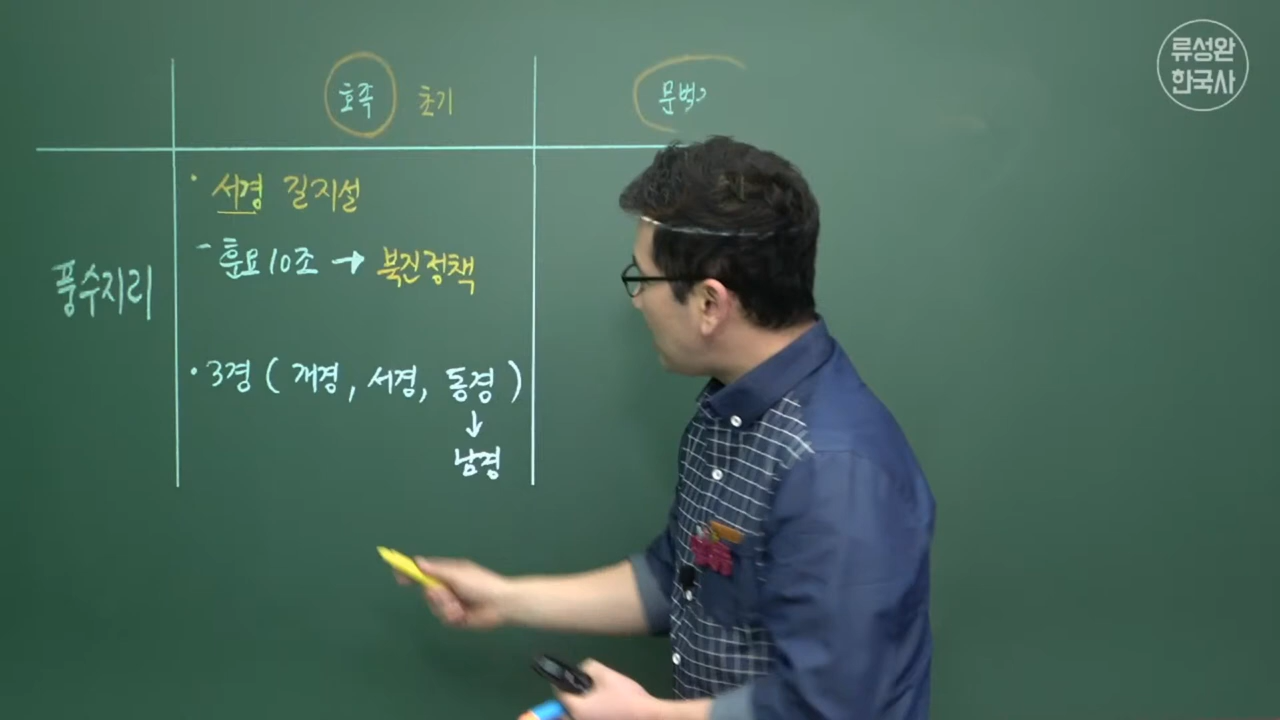 류성완
한국사
호족 초기
문벌
풍수지리
· 서경 길지설
- 훈요10조 → 북진정책
· 3경 ( 개경, 서경, 동경 )
↓
남경